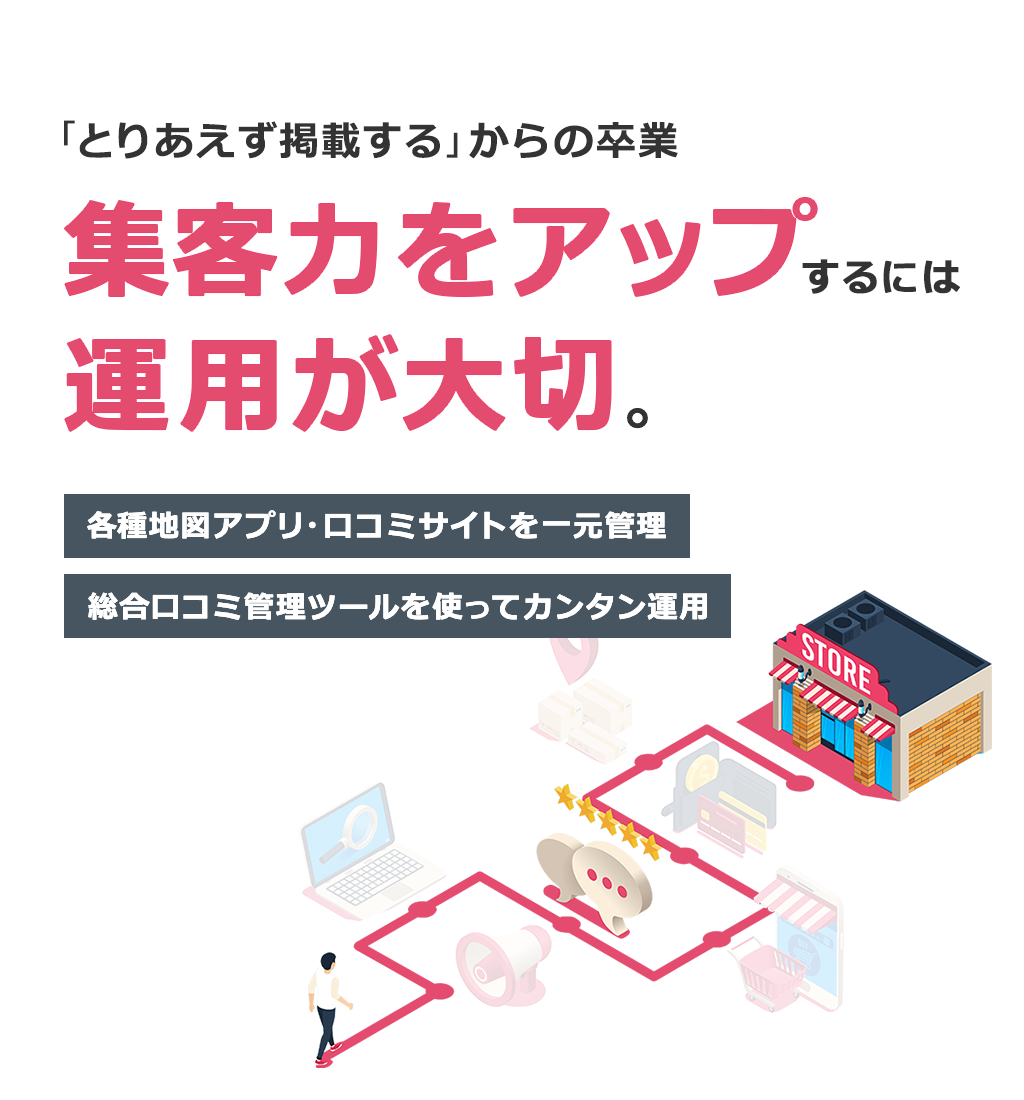 「とりあえず掲載する」からの卒業
集客力をアップするには
運用が大切。
各種地図アプリ・口コミサイトを一元管理
総合口コミ管理ツールを使ってカンタン運用
STORE